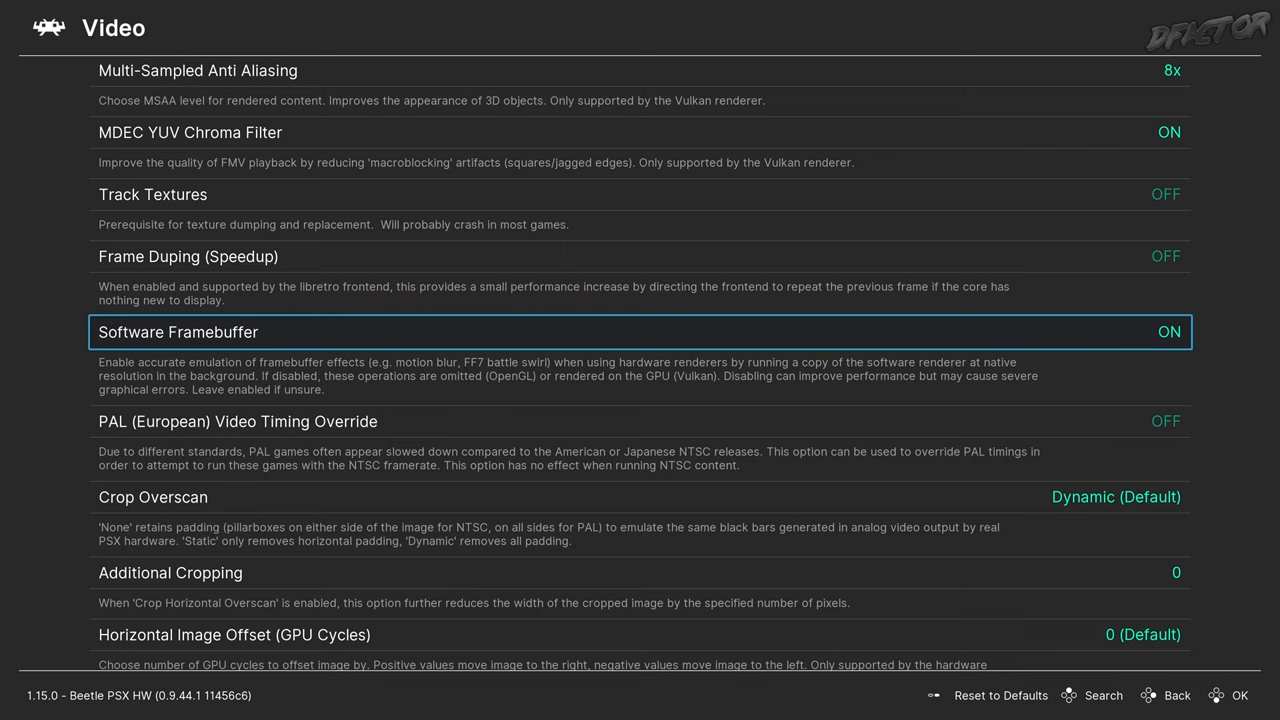 Video
DFACTOR
Multi-Sampled Anti Aliasing 8x
Choose MSAA level for rendered content. Improves the appearance of 3D objects. Only supported by the Vulkan renderer.
MDEC YUV Chroma Filter ON
Improve the quality of FMV playback by reducing 'macroblocking' artifacts (squares/jagged edges). Only supported by the Vulkan renderer.
Track Textures OFF
Prerequisite for texture dumping and replacement.  Will probably crash in most games.
Frame Duping (Speedup) OFF
When enabled and supported by the libretro frontend, this provides a small performance increase by directing the frontend to repeat the previous frame if the core has
nothing new to display.
Software Framebuffer ON
Enable accurate emulation of framebuffer effects (e.g. motion blur, FF7 battle swirl) when using hardware renderers by running a copy of the software renderer at native
resolution in the background. If disabled, these operations are omitted (OpenGL) or rendered on the GPU (Vulkan). Disabling can improve performance but may cause severe
graphical errors. Leave enabled if unsure.
PAL (European) Video Timing Override OFF
Due to different standards, PAL games often appear slowed down compared to the American or Japanese NTSC releases. This option can be used to override PAL timings in
order to attempt to run these games with the NTSC framerate. This option has no effect when running NTSC content.
Crop Overscan Dynamic (Default)
'None' retains padding (pillarboxes on either side of the image for NTSC, on all sides for PAL) to emulate the same black bars generated in analog video output by real
PSX hardware. 'Static' only removes horizontal padding, 'Dynamic' removes all padding.
Additional Cropping 0
When 'Crop Horizontal Overscan' is enabled, this option further reduces the width of the cropped image by the specified number of pixels.
Horizontal Image Offset (GPU Cycles) 0 (Default)
Choose number of GPU cycles to offset image by. Positive values move image to the right, negative values move image to the left. Only supported by the hardware
1.15.0 - Beetle PSX HW (0.9.44.1 11456c6) Reset to Defaults Search Back OK